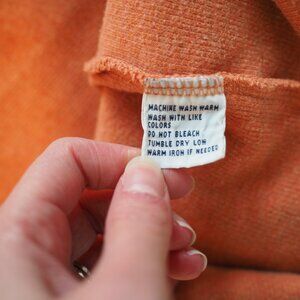 MACHINE WASH WARM
WASH WITH LIKE
COLORS
DO NOT BLEACH
TUMBLE DRY LOW
WARM IRON IF NEEDED